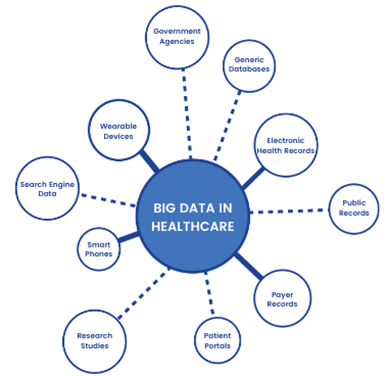 Government
Agencies
Generic
Databases
Wearable
Devices
Electronic
Health Records
Search Engine
Data
BIG DATA IN
HEALTHCARE
Public
Records
Smart
Phones
Payer
Records
Research
Studies
Patient
Portals